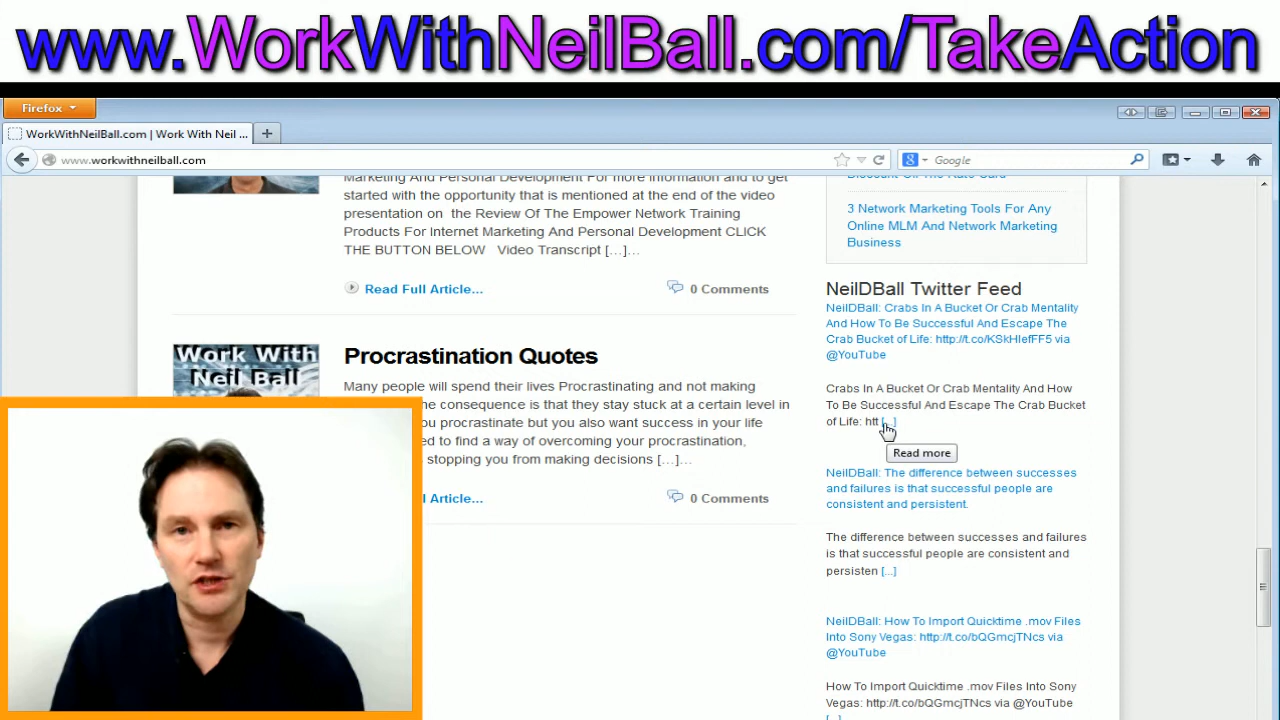 www.WorkWithNeilBall.com/TakeAction
Firefox
WorkWithNeilBall.com | Work With Neil ...
www.workwithneilball.com
Google
Marketing And Personal Development For more information and to get
started with the opportunity that is mentioned at the end of the video
presentation on the Review Of The Empower Network Training
Products For Internet Marketing And Personal Development CLICK
THE BUTTON BELOW Video Transcript [...]...
Read Full Article...
0 Comments
Work With
Neil Ball
Procrastination Quotes
Many people will spend their lives Procrastinating and not making
the consequence is that they stay stuck at a certain level in
you procrastinate but you also want success in your life
ed to find a way of overcoming your procrastination,
stopping you from making decisions [...]...
Article...
0 Comments
3 Network Marketing Tools For Any
Online MLM And Network Marketing
Business
NeilDBall Twitter Feed
NeilDBall: Crabs In A Bucket Or Crab Mentality
And How To Be Successful And Escape The
Crab Bucket of Life: http://t.co/KSkHlefFF5 via
@YouTube
Crabs In A Bucket Or Crab Mentality And How
To Be Successful And Escape The Crab Bucket
of Life: htt [...]
Read more
NeilDBall: The difference between successes
and failures is that successful people are
consistent and persistent.
The difference between successes and failures
is that successful people are consistent and
persisten [...]
NeilDBall: How To Import Quicktime .mov Files
Into Sony Vegas: http://t.co/bQGmcjTNcs via
@YouTube
How To Import Quicktime .mov Files Into Sony
Vegas: http://t.co/bQGmcjTNcs via @YouTube